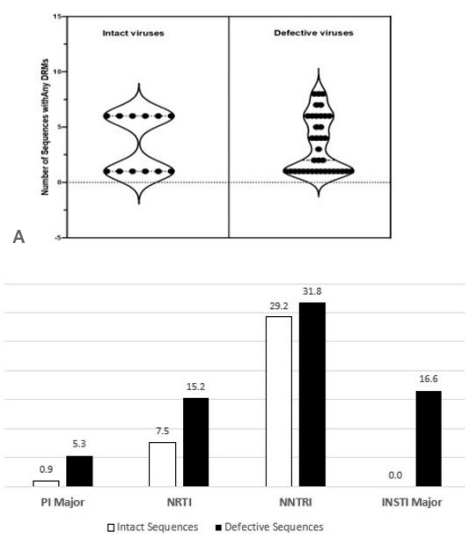 15
Intact viruses
Defective viruses
Number of Sequences withAny DRMs
10
5
0
-5
A
31.8
29.2
16.6
15.2
7.5
5.3
0.9
0.0
PI Major
NRTI
NNTRI
INSTI Major
Intact Sequences
Defective Sequences